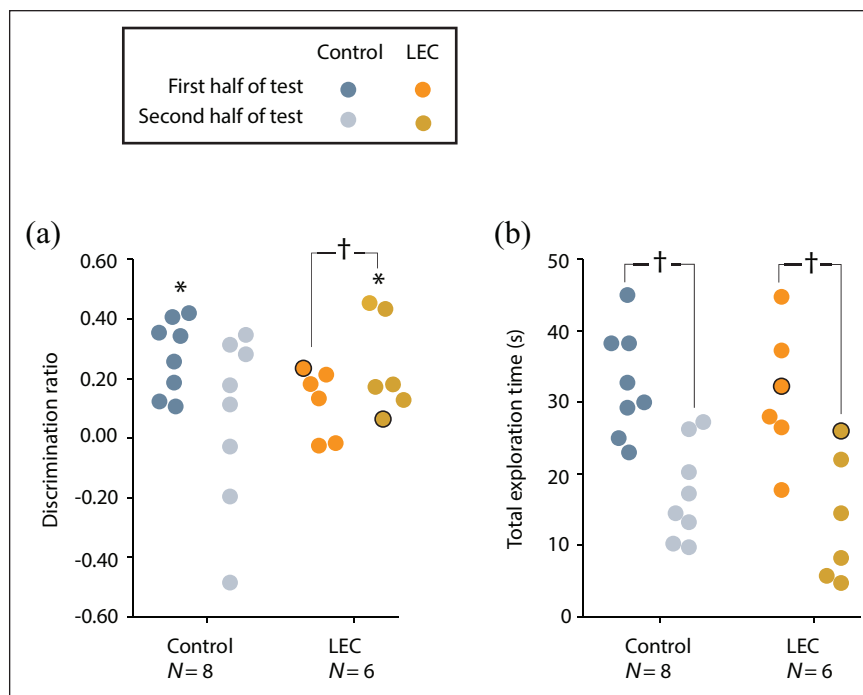 Control LEC
First half of test
Second half of test
(a)
†
*
*
0.60
0.40
0.20
0.00
-0.20
-0.40
-0.60
Discrimination ratio
Control
N = 8
LEC
N = 6
(b)
†
†
50
40
30
20
10
0
Total exploration time (s)
Control
N = 8
LEC
N = 6